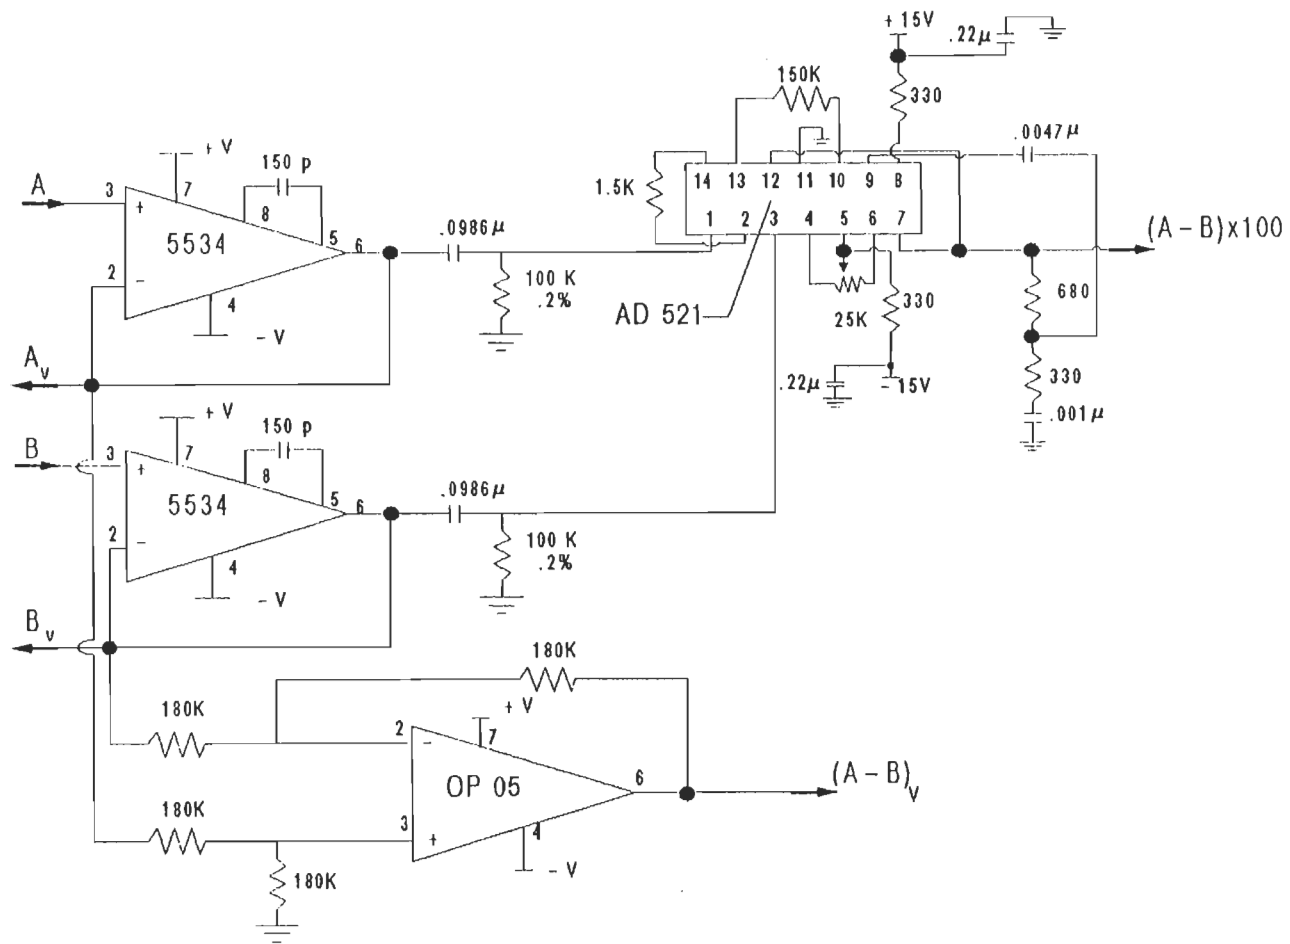 + 15V
.22μ
150K
330
.0047μ
+ V
150 p
A
3
7
8
+
5534
5
6
2
−
4
− V
.0986μ
100 K
.2%
1.5K
14 13 12 11 10 9 8
1 2 3 4 5 6 7
AD 521
25K
330
.22μ
− 15V
(A − B)x100
680
330
.001μ
Av
+ V
150 p
B
3
7
8
+
5534
5
6
2
−
4
− V
.0986μ
100 K
.2%
Bv
180K
180K
+ V
2
−
7
OP 05
6
(A − B)v
180K
3
+
4
− V
180K